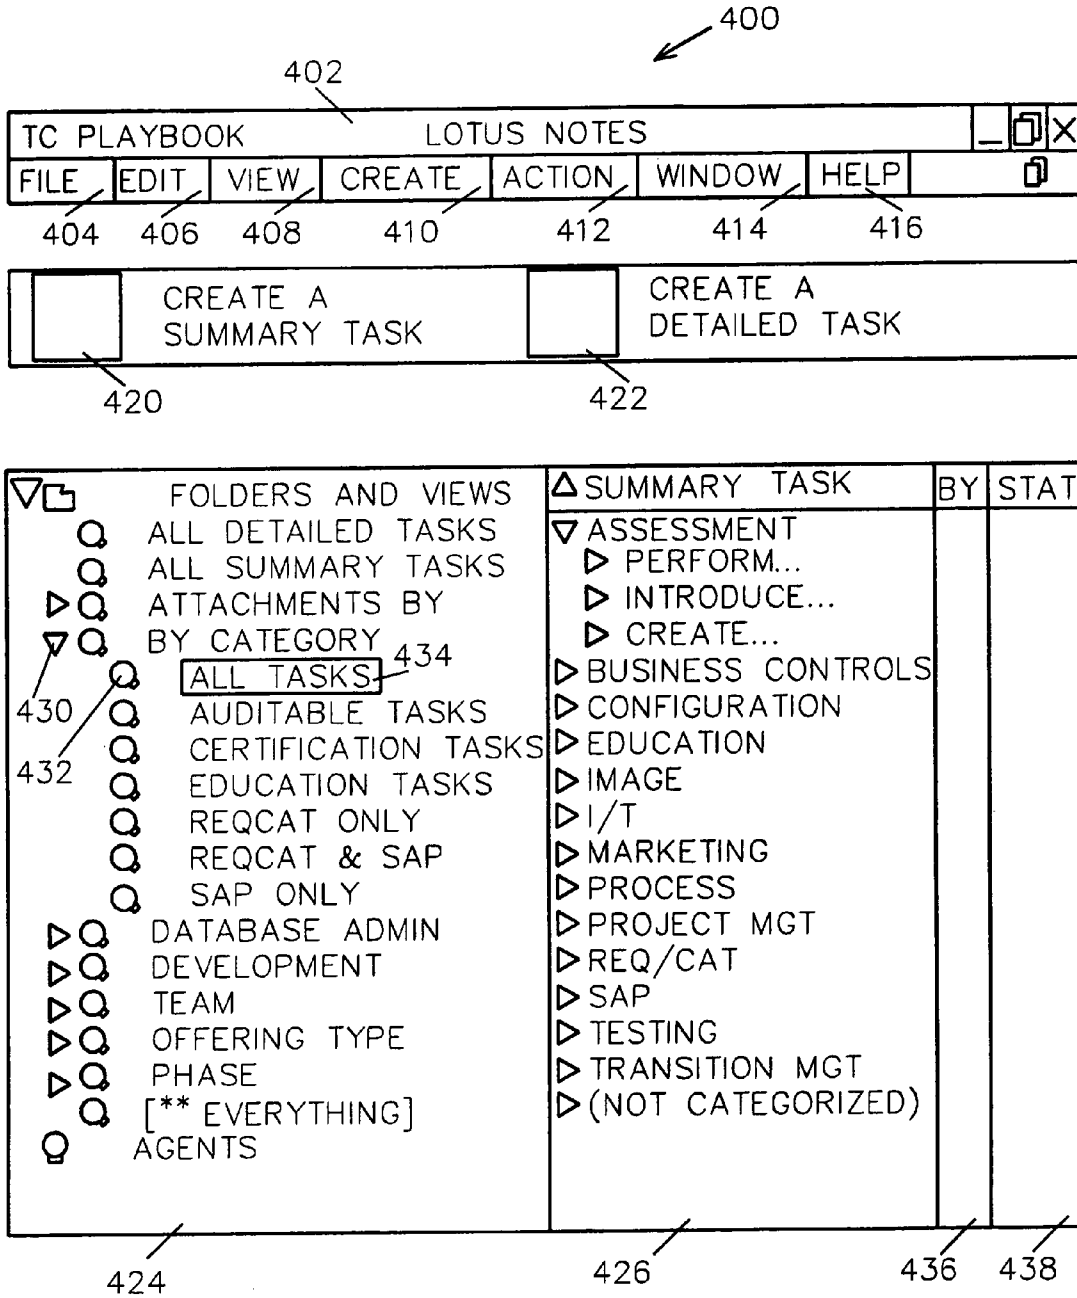 400
402
TC PLAYBOOK LOTUS NOTES _ X
FILE EDIT VIEW CREATE ACTION WINDOW HELP
404 406 408 410 412 414 416
CREATE A
SUMMARY TASK
CREATE A
DETAILED TASK
420 422
FOLDERS AND VIEWS
ALL DETAILED TASKS
ALL SUMMARY TASKS
ATTACHMENTS BY
BY CATEGORY
ALL TASKS
434
430
AUDITABLE TASKS
CERTIFICATION TASKS
432
EDUCATION TASKS
REQCAT ONLY
REQCAT & SAP
SAP ONLY
DATABASE ADMIN
DEVELOPMENT
TEAM
OFFERING TYPE
PHASE
[** EVERYTHING]
AGENTS
SUMMARY TASK BY STAT
ASSESSMENT
PERFORM...
INTRODUCE...
CREATE...
BUSINESS CONTROLS
CONFIGURATION
EDUCATION
IMAGE
I/T
MARKETING
PROCESS
PROJECT MGT
REQ/CAT
SAP
TESTING
TRANSITION MGT
(NOT CATEGORIZED)
424 426 436 438